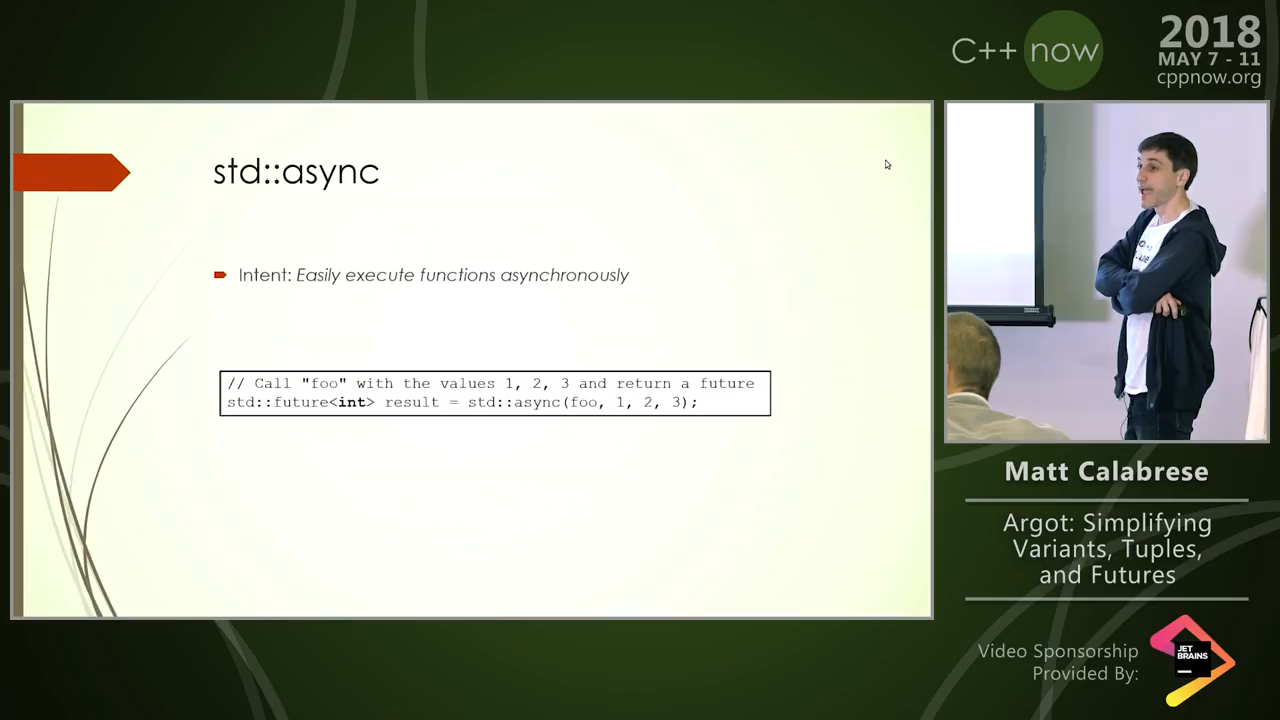 C++ now
2018
MAY 7 - 11
cppnow.org
std::async
Intent: Easily execute functions asynchronously
// Call "foo" with the values 1, 2, 3 and return a future
std::future<int> result = std::async(foo, 1, 2, 3);
Matt Calabrese
Argot: Simplifying
Variants, Tuples,
and Futures
Video Sponsorship
Provided By:
JET
BRAINS